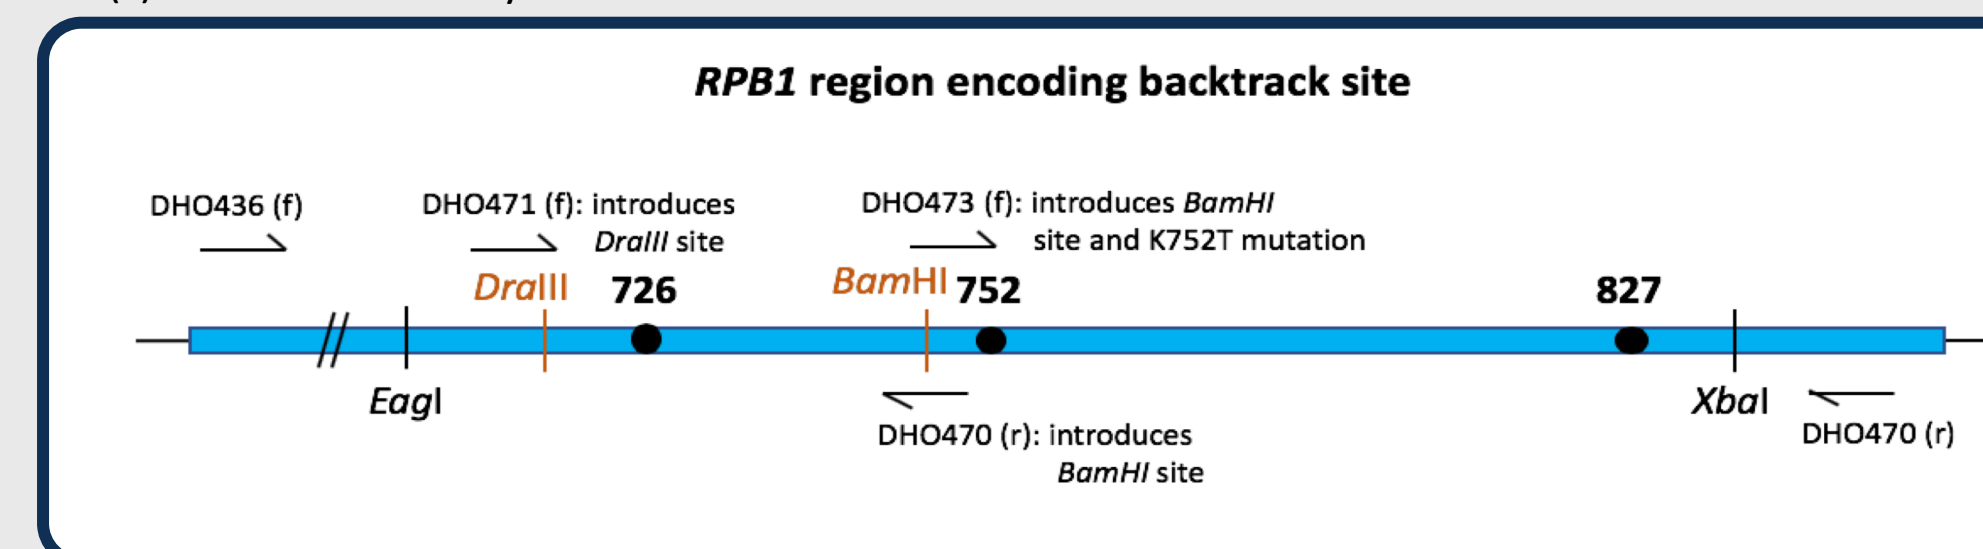 RPB1 region encoding backtrack site
DHO436 (f)
DHO471 (f): introduces
DraIII site
DHO473 (f): introduces BamHI
site and K752T mutation
DraIII
726
BamHI
752
827
EagI
XbaI
DHO470 (r): introduces
BamHI site
DHO470 (r)